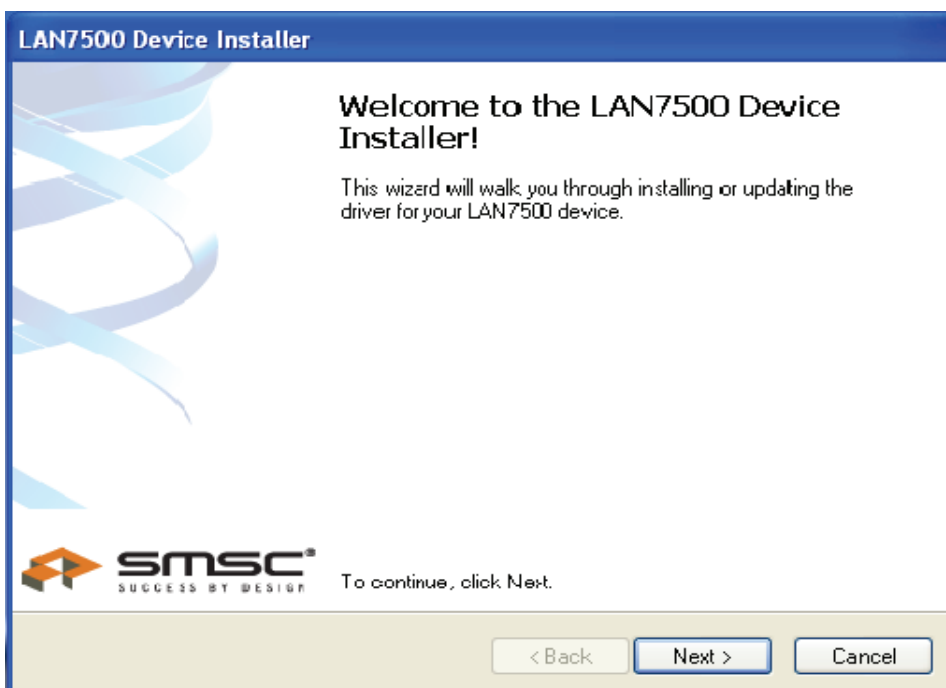 LAN7500 Device Installer
Welcome to the LAN7500 Device
Installer!
This wizard will walk you through installing or updating the
driver for your LAN7500 device.
smsc®
SUCCESS BY DESIGN
To continue, click Next.
< Back
Next >
Cancel